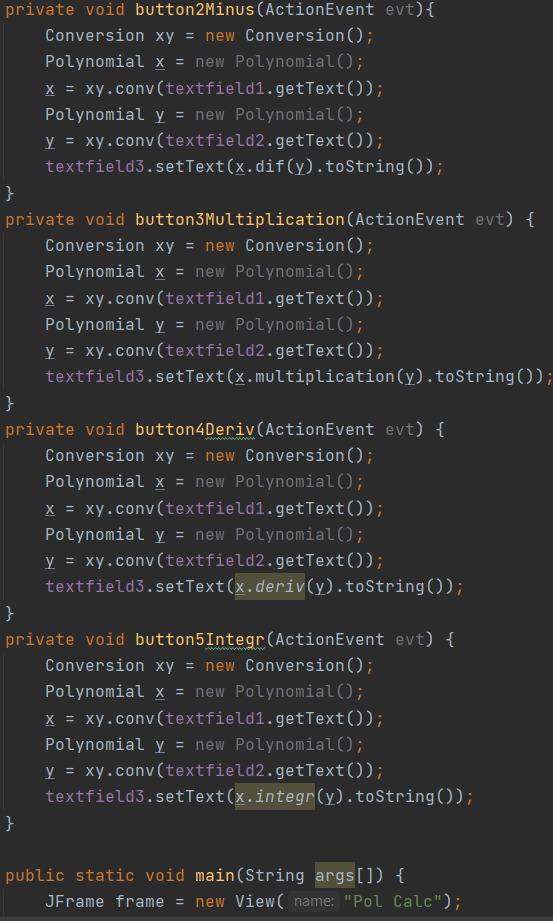 private void button2Minus(ActionEvent evt){
    Conversion xy = new Conversion();
    Polynomial x = new Polynomial();
    x = xy.conv(textfield1.getText());
    Polynomial y = new Polynomial();
    y = xy.conv(textfield2.getText());
    textfield3.setText(x.dif(y).toString());
}
private void button3Multiplication(ActionEvent evt) {
    Conversion xy = new Conversion();
    Polynomial x = new Polynomial();
    x = xy.conv(textfield1.getText());
    Polynomial y = new Polynomial();
    y = xy.conv(textfield2.getText());
    textfield3.setText(x.multiplication(y).toString());
}
private void button4Deriv(ActionEvent evt) {
    Conversion xy = new Conversion();
    Polynomial x = new Polynomial();
    x = xy.conv(textfield1.getText());
    Polynomial y = new Polynomial();
    y = xy.conv(textfield2.getText());
    textfield3.setText(x.deriv(y).toString());
}
private void button5Integr(ActionEvent evt) {
    Conversion xy = new Conversion();
    Polynomial x = new Polynomial();
    x = xy.conv(textfield1.getText());
    Polynomial y = new Polynomial();
    y = xy.conv(textfield2.getText());
    textfield3.setText(x.integr(y).toString());
}

public static void main(String args[]) {
    JFrame frame = new View( name: "Pol Calc");